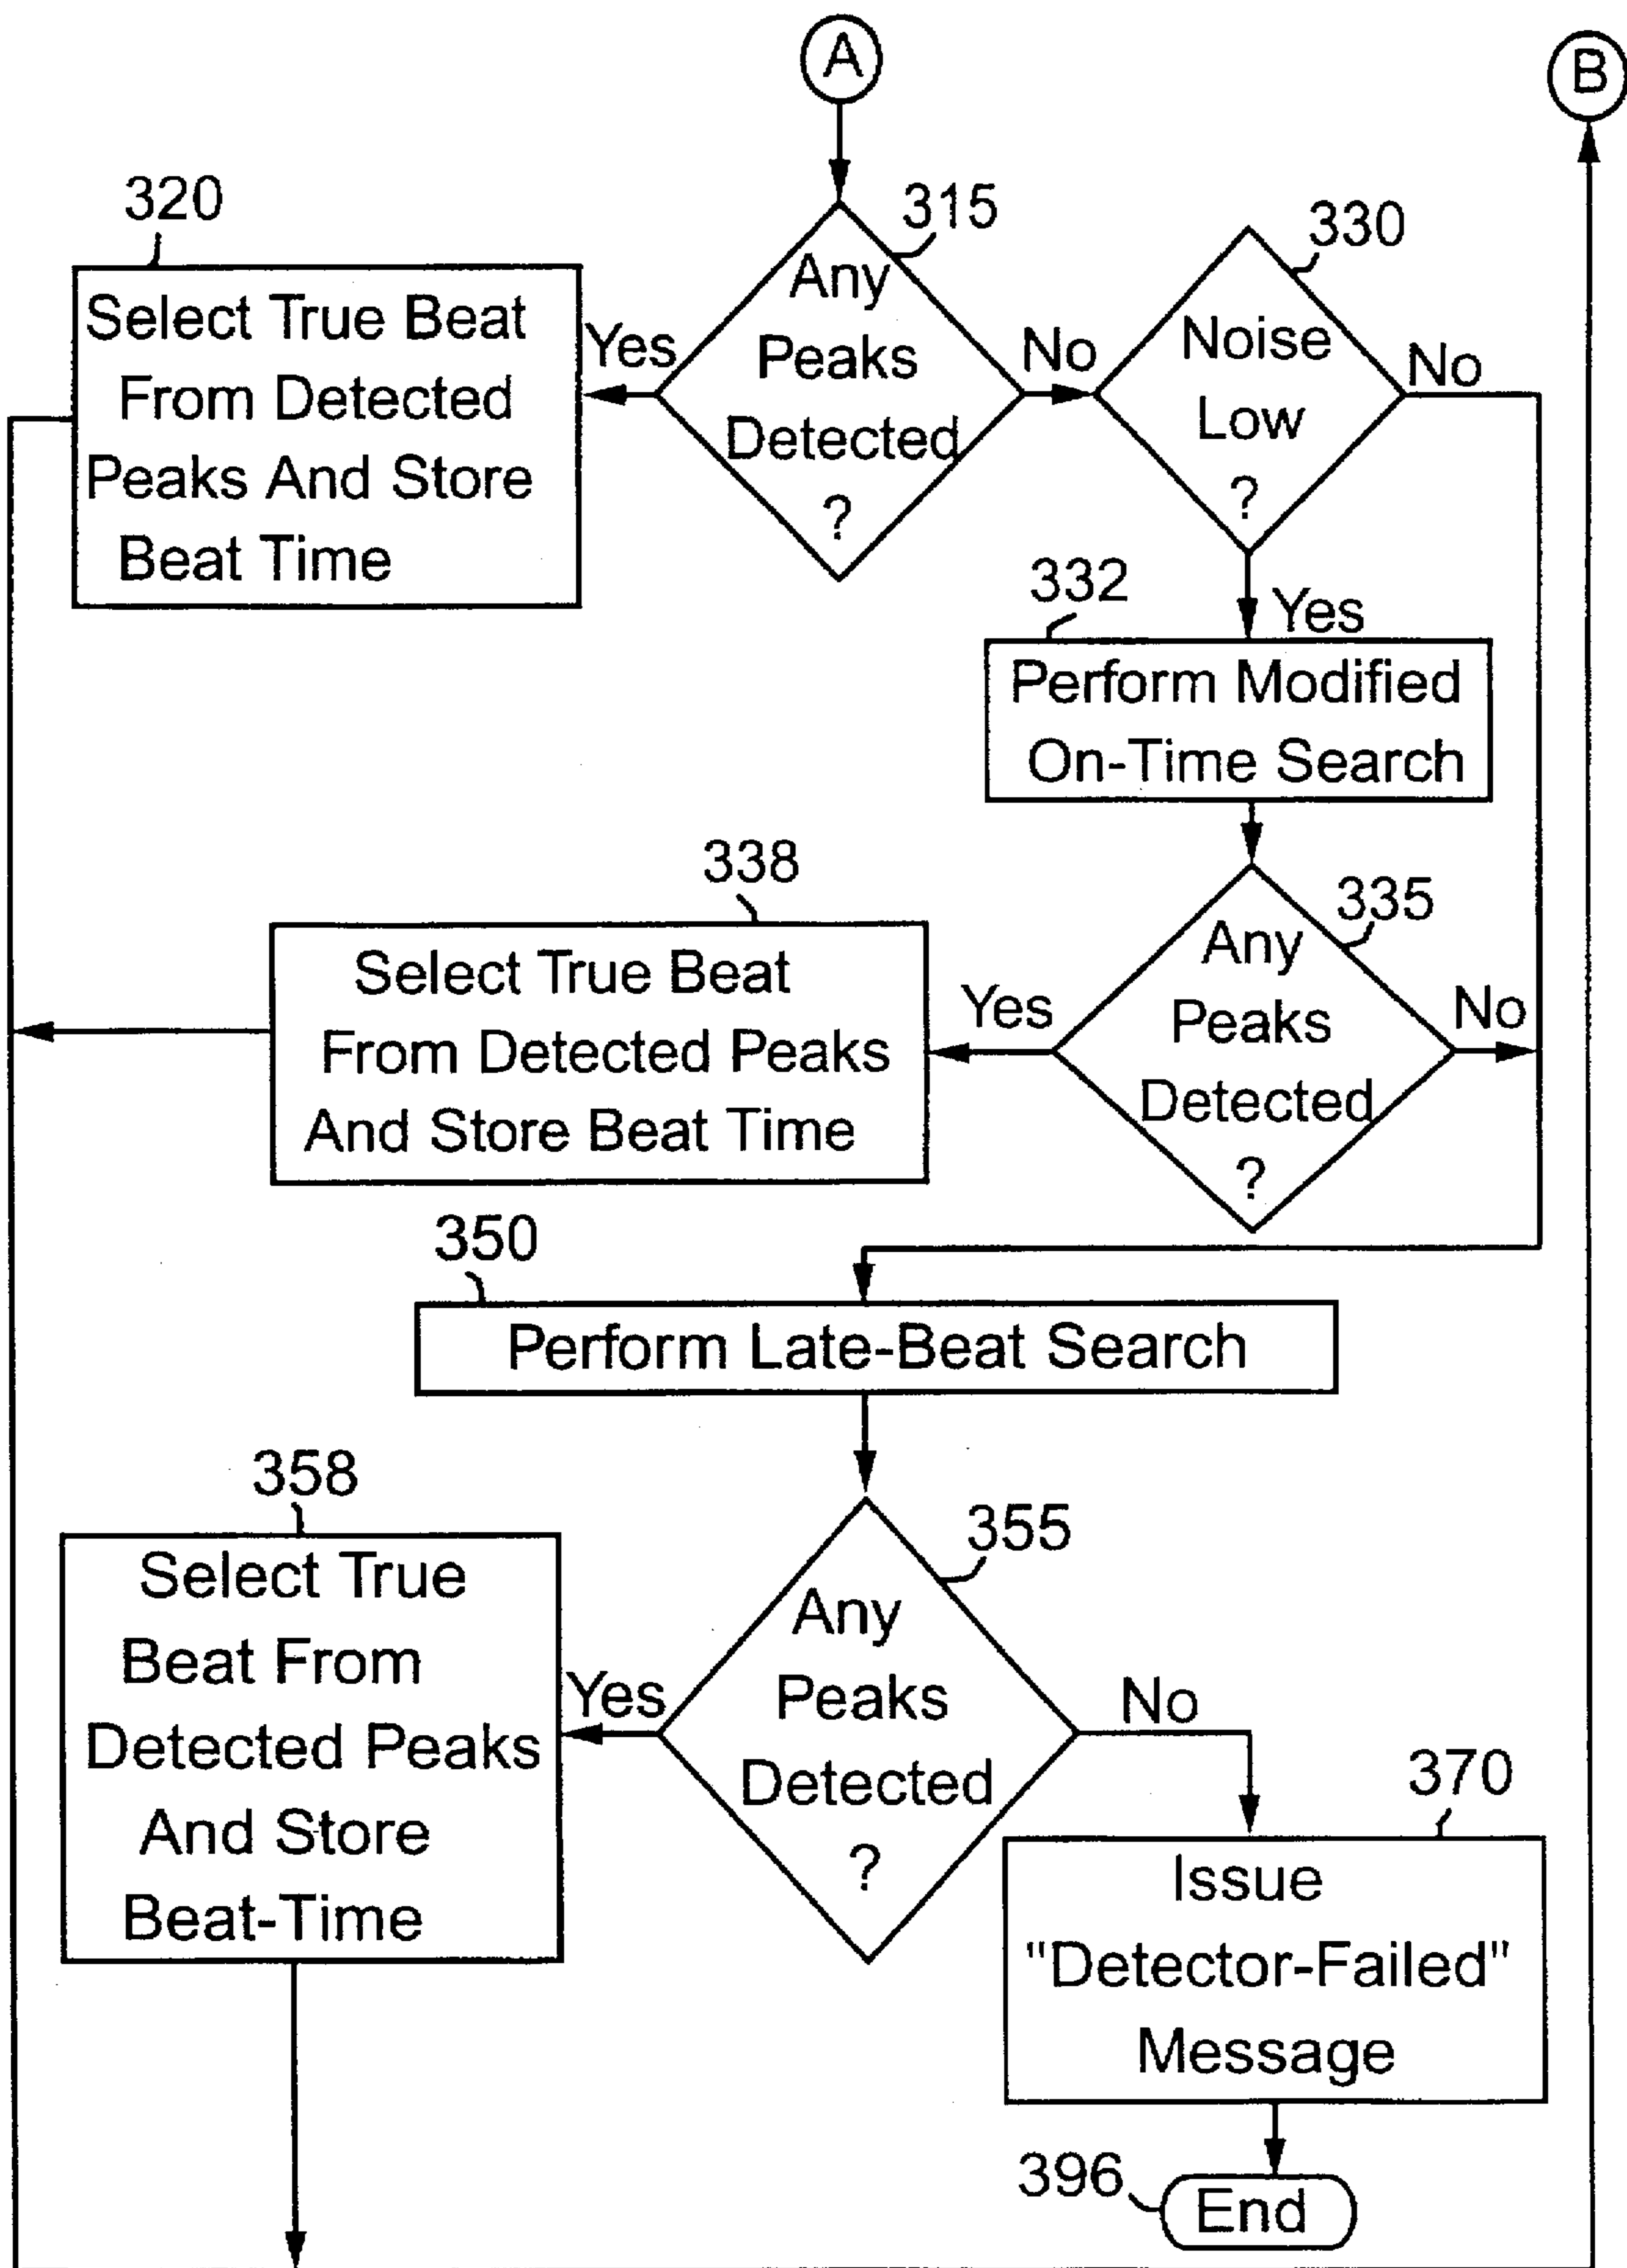 A
B
320
315
330
Select True Beat
From Detected
Peaks And Store
Beat Time
Yes
Any
Peaks
Detected
?
No
Noise
Low
?
No
332
Yes
Perform Modified
On-Time Search
338
335
Select True Beat
From Detected Peaks
And Store Beat Time
Yes
Any
Peaks
Detected
?
No
350
Perform Late-Beat Search
358
355
Select True
Beat From
Detected Peaks
And Store
Beat-Time
Yes
Any
Peaks
Detected
?
No
370
Issue
"Detector-Failed"
Message
396
End